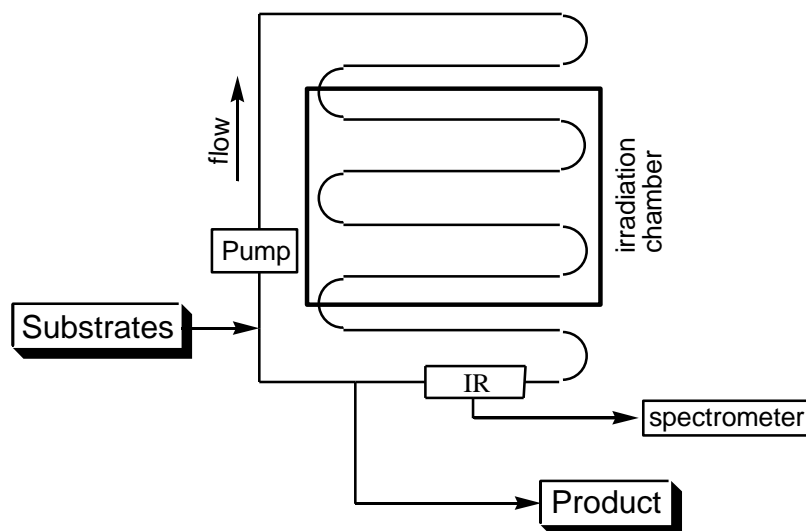 flow
irradiation
chamber
Pump
Substrates
IR
spectrometer
Product